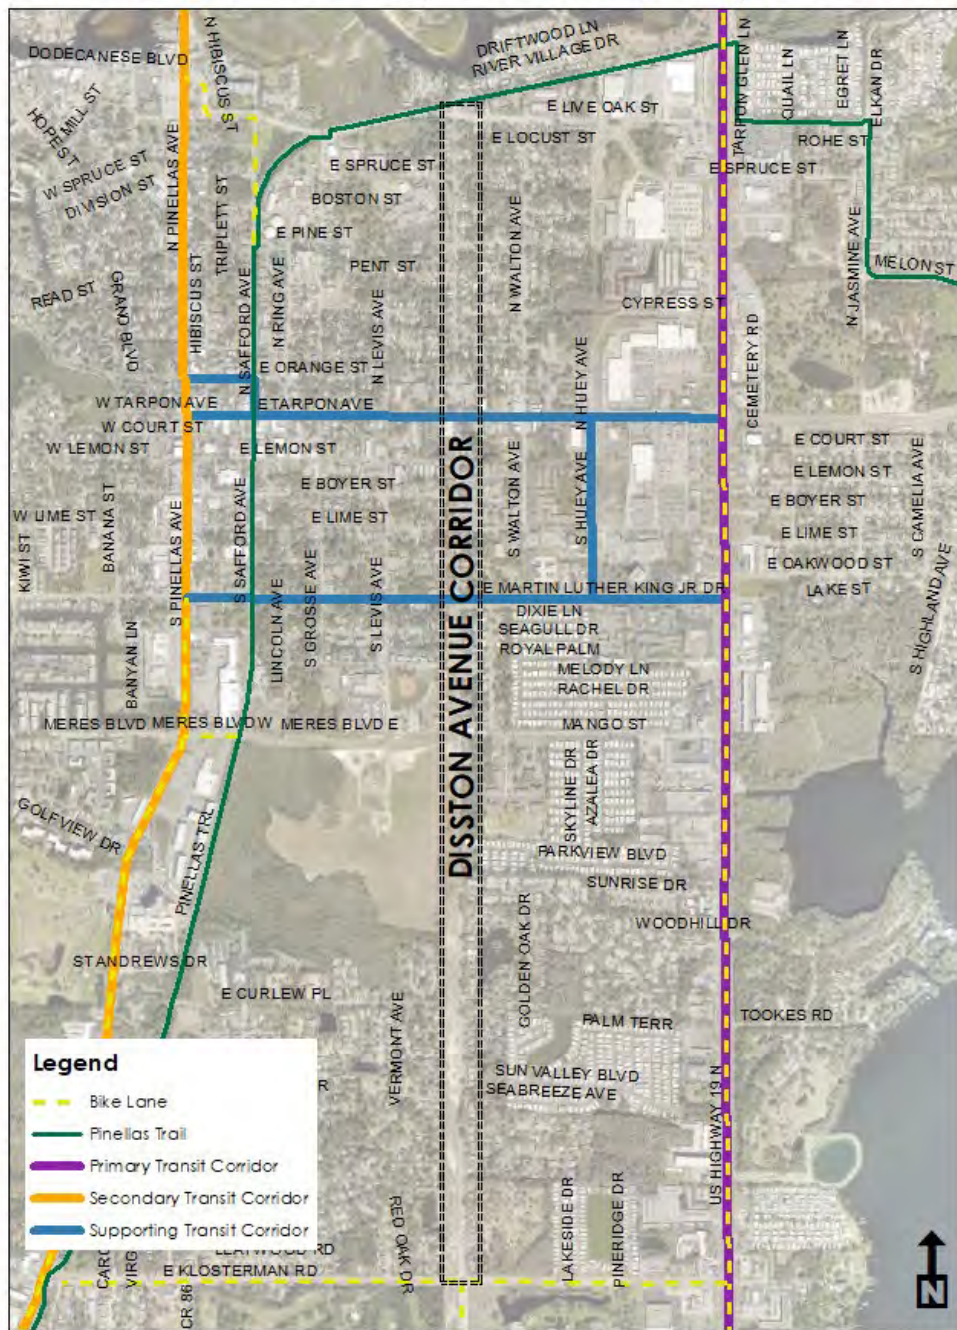 DODECANESE BLVD
N HIBISCUS ST
DRIFTWOOD LN
RIVER VILLAGE DR
TARPON GLEN LN
QUAIL LN
EGRET LN
ELKAN DR
HOPE ST
MILL ST
E LIVE OAK ST
E LOCUST ST
ROHE ST
W SPRUCE ST
DIVISION ST
N PINELLAS AVE
TRIPLETT ST
E SPRUCE ST
E SPRUCE ST
BOSTON ST
E PINE ST
PENT ST
N WALTON AVE
N JASMINE AVE
MELON ST
READ ST
GRAND BLVD
HIBISCUS ST
N SAFFORD AVE
N RING AVE
N LEVIS AVE
CYPRESS ST
CEMETERY RD
E ORANGE ST
N HUEY AVE
W TARPON AVE
E TARPON AVE
W COURT ST
W LEMON ST
E LEMON ST
E COURT ST
E LEMON ST
S CAMELIA AVE
BANANA ST
S PINELLAS AVE
S SAFFORD AVE
E BOYER ST
S WALTON AVE
S HUEY AVE
E BOYER ST
W LIME ST
E LIME ST
E LIME ST
KIWI ST
E OAKWOOD ST
DISSTON AVENUE CORRIDOR
E MARTIN LUTHER KING JR DR
LAKE ST
S HIGHLAND AVE
LINCOLN AVE
S GROSSE AVE
S LEVIS AVE
DIXIE LN
SEAGULL DR
ROYAL PALM
BANYAN LN
MELODY LN
RACHEL DR
MERES BLVD
MERES BLVD W
MERES BLVD E
MANGO ST
SKYLINE DR
AZALEA DR
GOLFVIEW DR
PINELLAS TRL
PARKVIEW BLVD
SUNRISE DR
GOLDEN OAK DR
WOODHILL DR
ST ANDREWS DR
E CURLEW PL
VERMONT AVE
PALM TERR
TOOKES RD
SUN VALLEY BLVD
SEABREEZE AVE
US HIGHWAY 19 N
Legend
Bike Lane
Pinellas Trail
Primary Transit Corridor
Secondary Transit Corridor
Supporting Transit Corridor
RED OAK DR
LAKESIDE DR
PINERIDGE DR
E KLOSTERMAN RD
CR 86
N